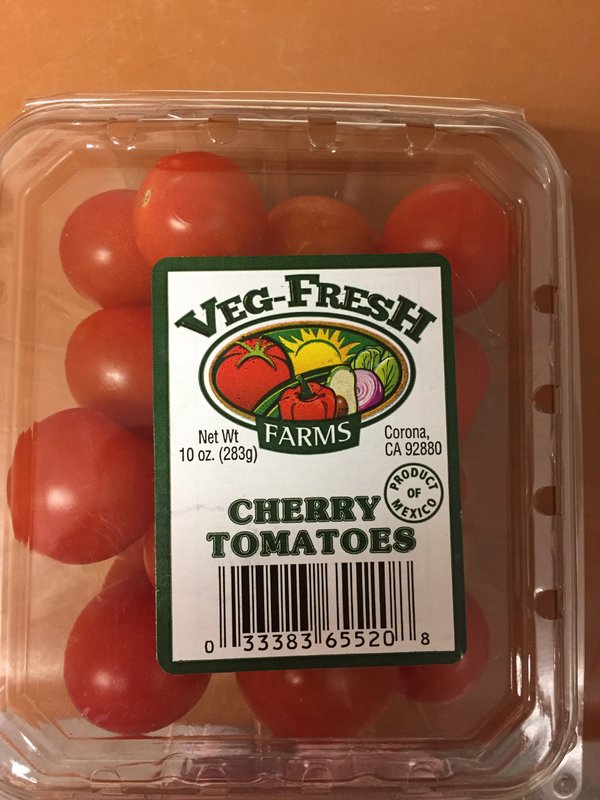 VEG-FRESH
FARMS
Net Wt
10 oz. (283g)
Corona,
CA 92880
PRODUCT
OF
MEXICO
CHERRY
TOMATOES
0 33383 65520 8